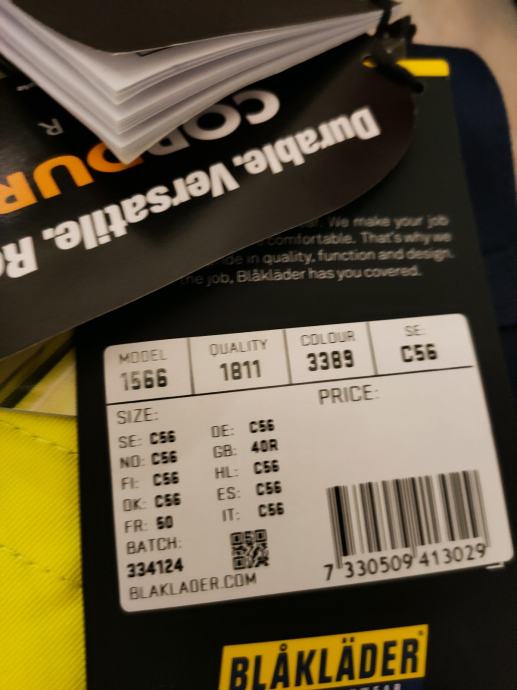 CORDUR
Durable. Versatile. Re
We make your job
comfortable. That's why we
in quality, function and design.
the job, Blåkläder has you covered.
MODEL QUALITY COLOUR SE:
1566 1811 3389 C56
SIZE: PRICE:
SE: C56 DE: C56
NO: C56 GB: 40R
FI: C56 HL: C56
DK: C56 ES: C56
FR: 50 IT: C56
BATCH:
334124
BLAKLADER.COM
7 330509 413029
BLÅKLÄDER